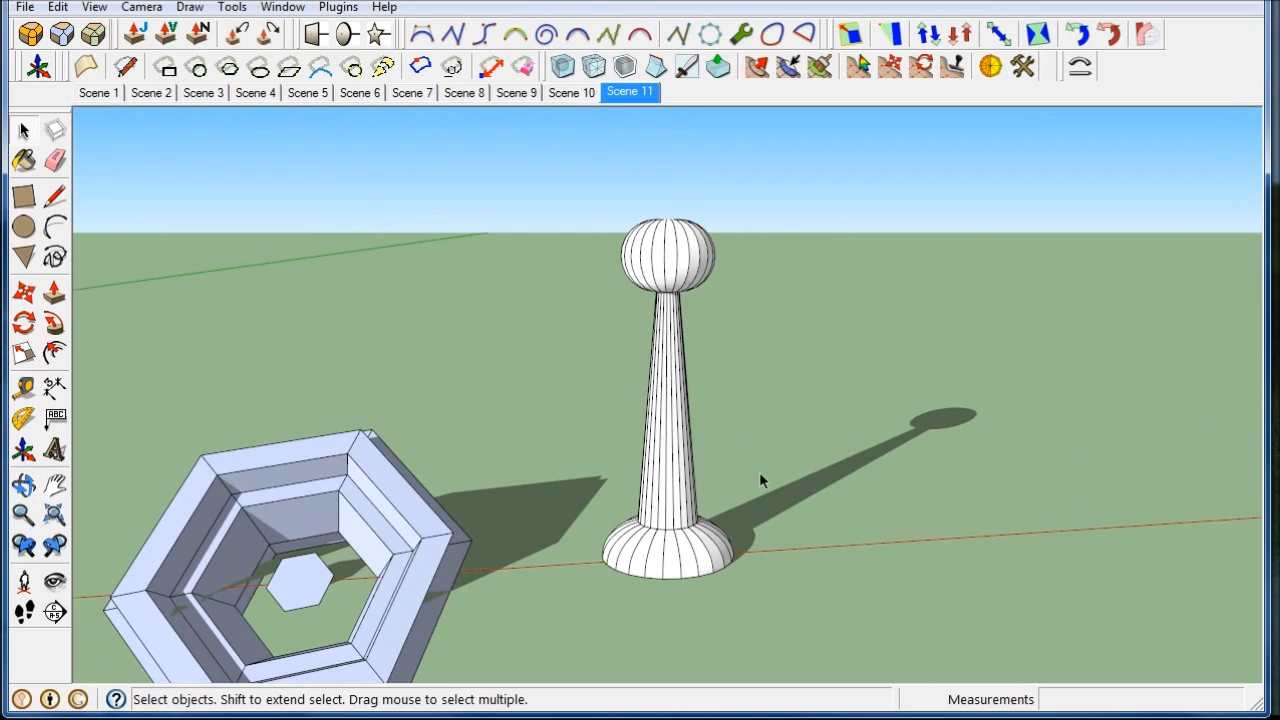 File Edit View Camera Draw Tools Window Plugins Help
J V N
Scene 1 Scene 2 Scene 3 Scene 4 Scene 5 Scene 6 Scene 7 Scene 8 Scene 9 Scene 10 Scene 11
ABC
A
Select objects. Shift to extend select. Drag mouse to select multiple. Measurements